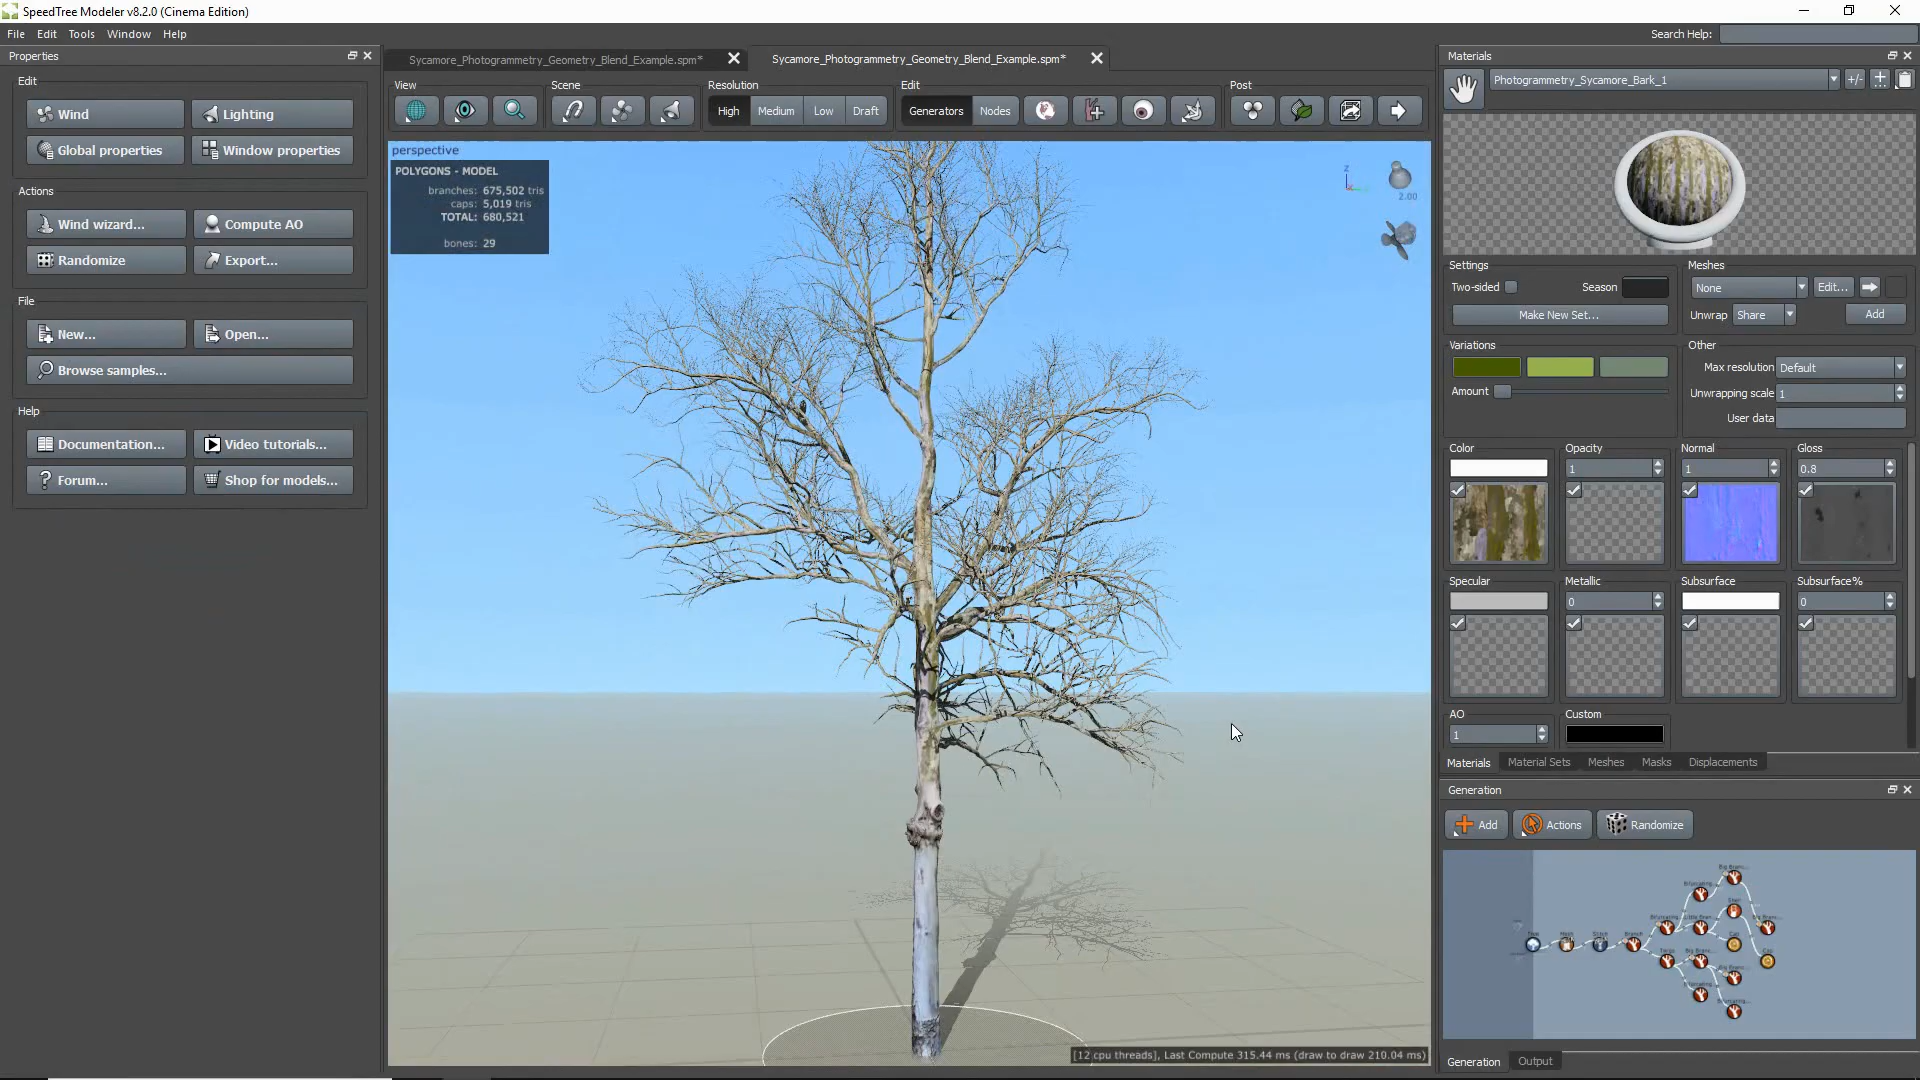 SpeedTree Modeler v8.2.0 (Cinema Edition)
File Edit Tools Window Help
Search Help:
Properties
Edit
Wind
Lighting
Global properties
Window properties
Actions
Wind wizard...
Compute AO
Randomize
Export...
File
New...
Open...
Browse samples...
Help
Documentation...
Video tutorials...
Forum...
Shop for models...
Sycamore_Photogrammetry_Geometry_Blend_Example.spm*
Sycamore_Photogrammetry_Geometry_Blend_Example.spm*
View
Scene
Resolution
Edit
Post
High Medium Low Draft
Generators Nodes
perspective
POLYGONS - MODEL
branches: 675,502 tris
caps: 5,019 tris
TOTAL: 680,521
bones: 29
z
2.00
[12 cpu threads], Last Compute 315.44 ms (draw to draw 210.04 ms)
Materials
Photogrammetry_Sycamore_Bark_1
+/-
Settings
Two-sided
Season
Make New Set...
Meshes
None
Edit...
Unwrap Share
Add
Variations
Amount
Other
Max resolution Default
Unwrapping scale 1
User data
Color
Opacity
1
Normal
1
Gloss
0.8
Specular
Metallic
0
Subsurface
Subsurface%
0
AO
1
Custom
Materials Material Sets Meshes Masks Displacements
Generation
Add
Actions
Randomize
Generation Output